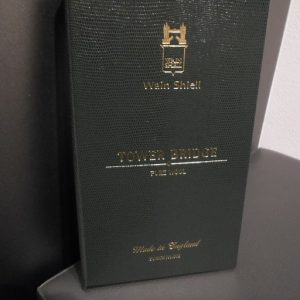 Wain Shiell
TOWER BRIDGE
PURE WOOL
Made in England